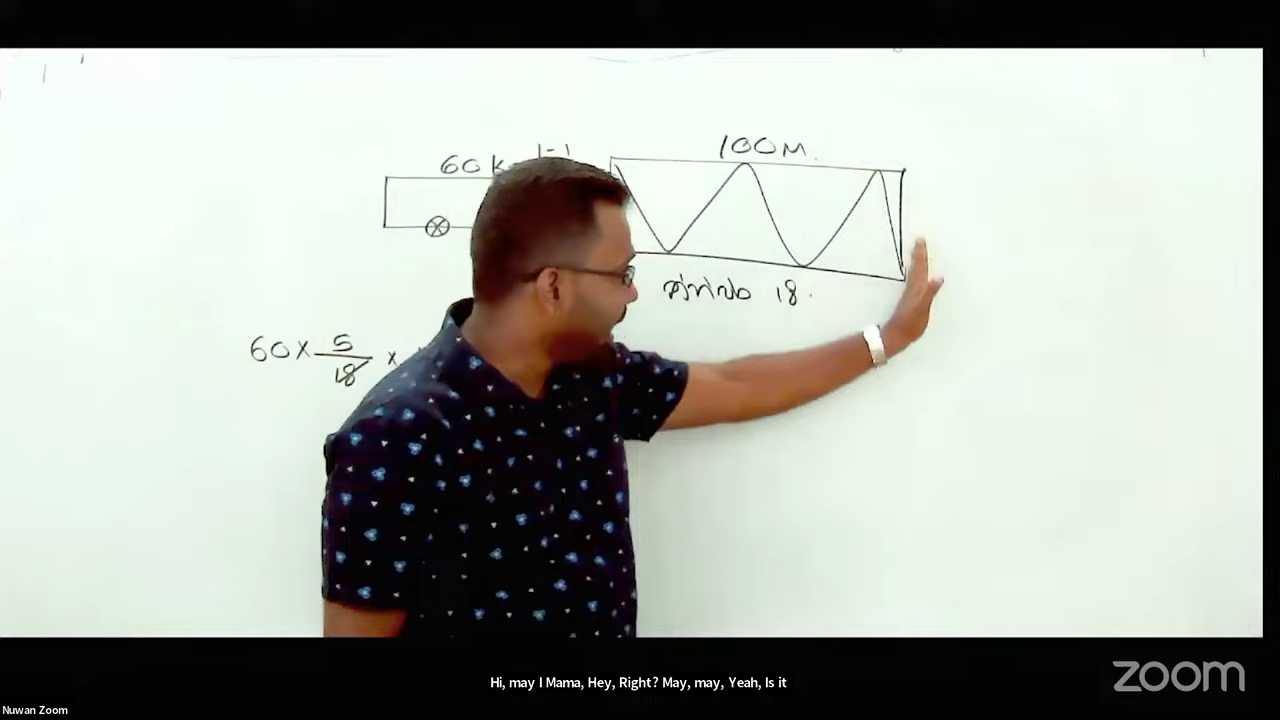 60 k
100 M.
තත්පර 18.
60 × 5/18 ×
Hi, may I Mama, Hey, Right? May, may, Yeah, Is it
zoom
Nuwan Zoom